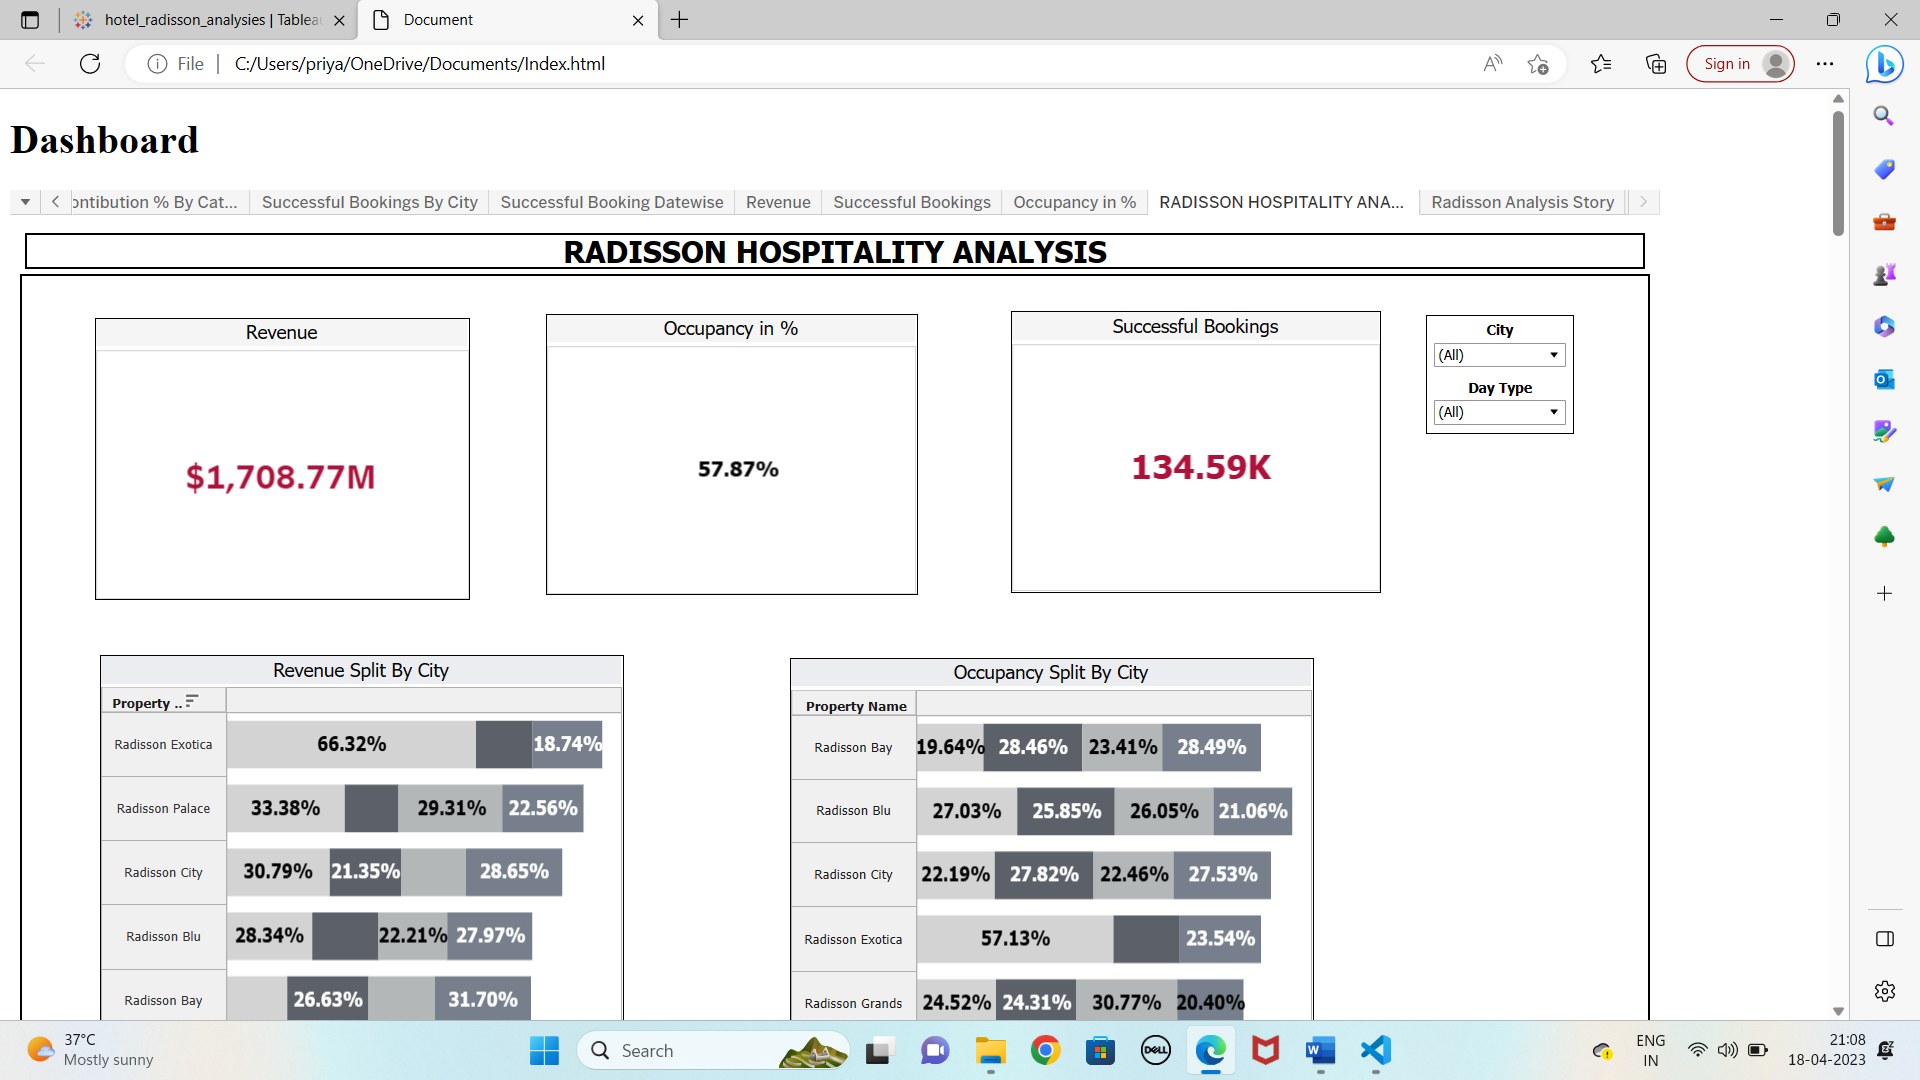 hotel_radisson_analysies | Tablea
Document
File
C:/Users/priya/OneDrive/Documents/Index.html
Sign in
Dashboard
ontibution % By Cat...
Successful Bookings By City
Successful Booking Datewise
Revenue
Successful Bookings
Occupancy in %
RADISSON HOSPITALITY ANA...
Radisson Analysis Story
RADISSON HOSPITALITY ANALYSIS
Revenue
$1,708.77M
Occupancy in %
57.87%
Successful Bookings
134.59K
City
(All)
Day Type
(All)
Revenue Split By City
Property ..
Radisson Exotica 66.32% 18.74%
Radisson Palace 33.38% 29.31% 22.56%
Radisson City 30.79% 21.35% 28.65%
Radisson Blu 28.34% 22.21% 27.97%
Radisson Bay 26.63% 31.70%
Occupancy Split By City
Property Name
Radisson Bay 19.64% 28.46% 23.41% 28.49%
Radisson Blu 27.03% 25.85% 26.05% 21.06%
Radisson City 22.19% 27.82% 22.46% 27.53%
Radisson Exotica 57.13% 23.54%
Radisson Grands 24.52% 24.31% 30.77% 20.40%
37°C
Mostly sunny
Search
DELL
ENG
IN
21:08
18-04-2023